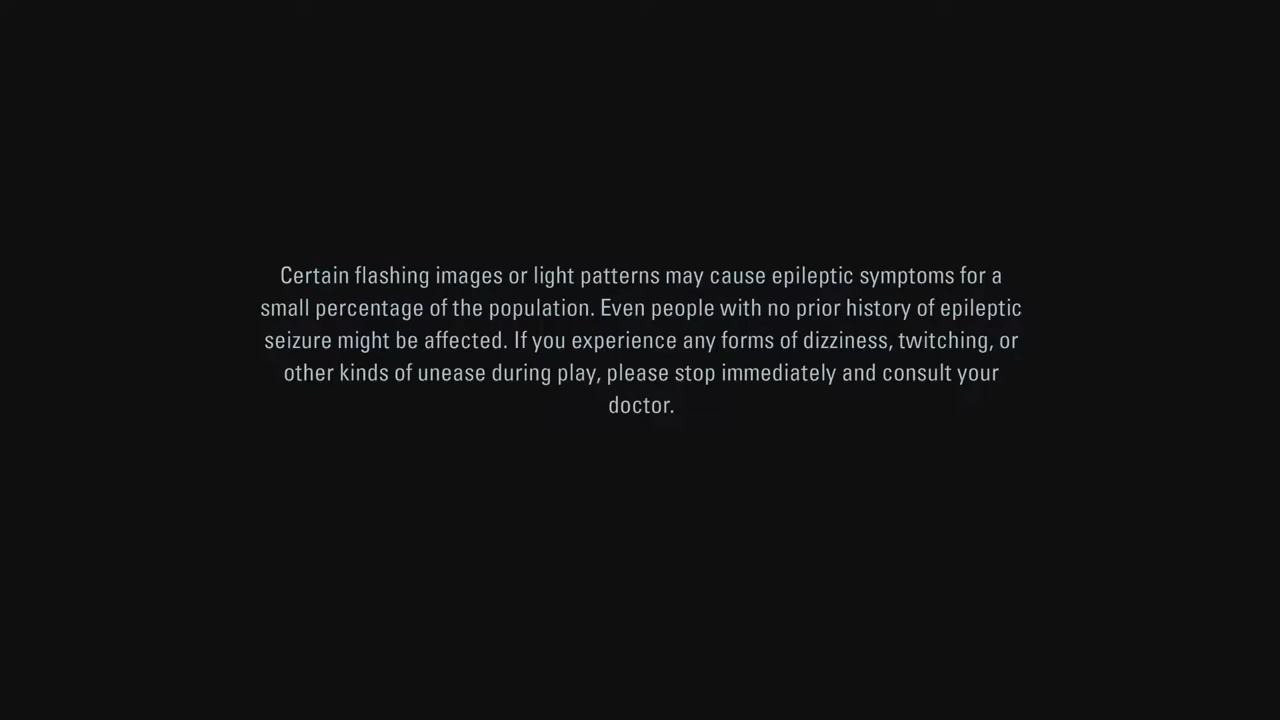 Certain flashing images or light patterns may cause epileptic symptoms for a
small percentage of the population. Even people with no prior history of epileptic
seizure might be affected. If you experience any forms of dizziness, twitching, or
other kinds of unease during play, please stop immediately and consult your
doctor.